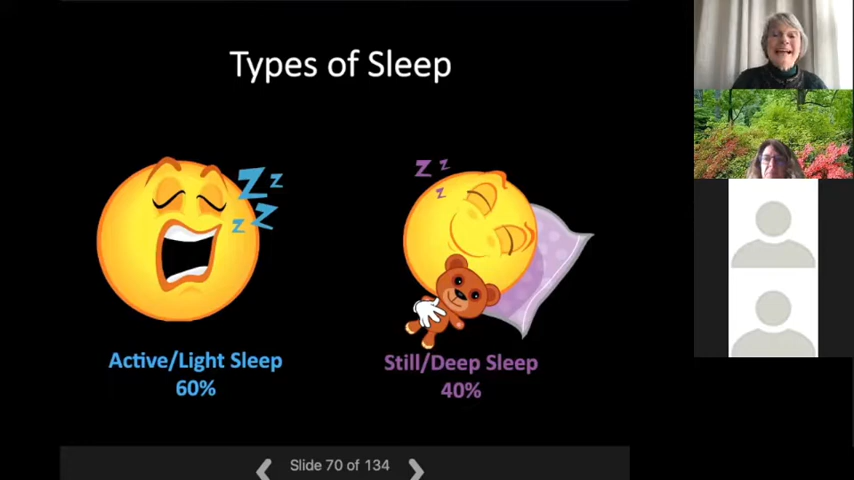 Types of Sleep
Z z
z z
Z z
z
Active/Light Sleep
60%
Still/Deep Sleep
40%
Slide 70 of 134